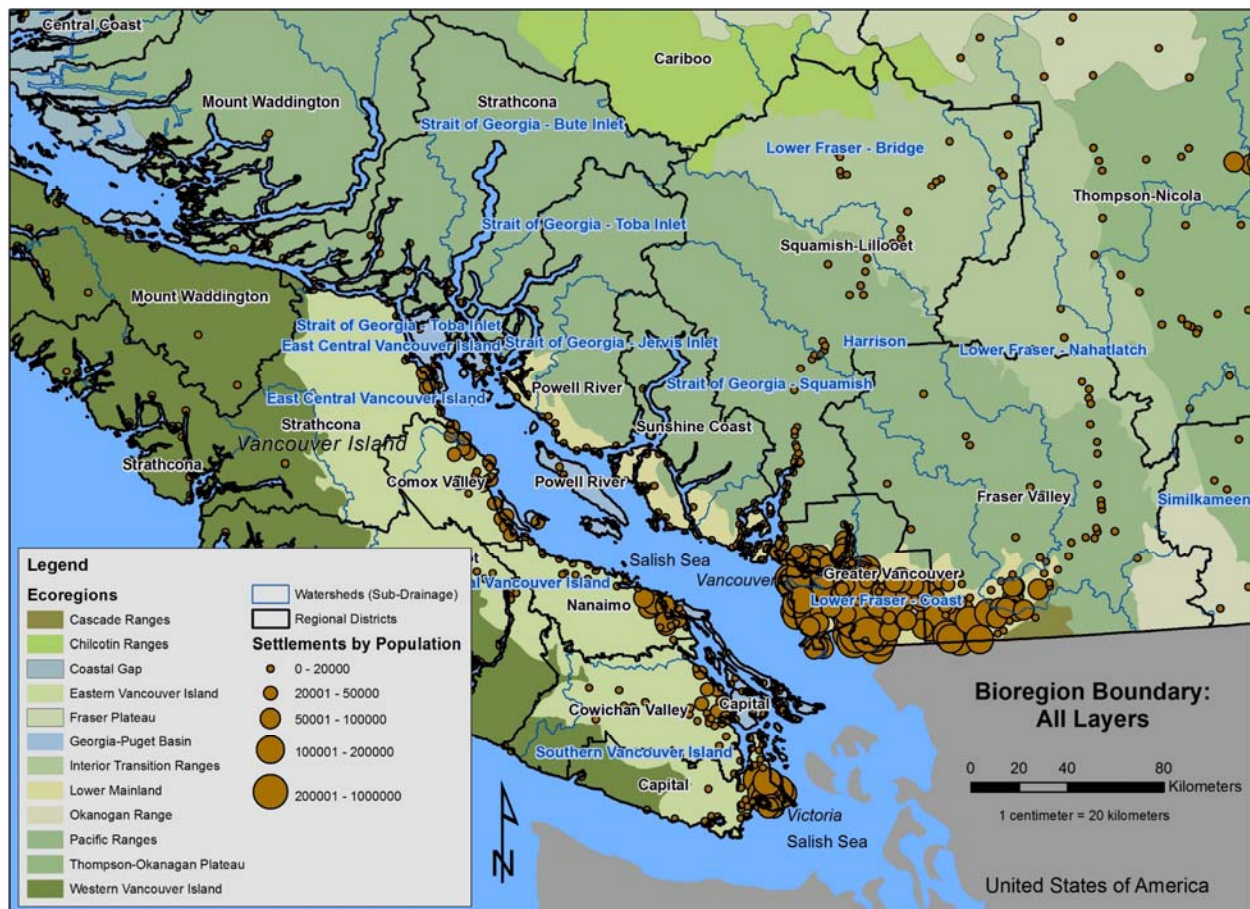 Central Coast
Cariboo
Mount Waddington
Strathcona
Strait of Georgia - Bute Inlet
Lower Fraser - Bridge
Thompson-Nicola
Strait of Georgia - Toba Inlet
Squamish-Lillooet
Mount Waddington
Strait of Georgia - Toba Inlet
East Central Vancouver Island
Strait of Georgia - Jervis Inlet
Harrison
Lower Fraser - Nahatlatch
Powell River
Strait of Georgia - Squamish
East Central Vancouver Island
Strathcona
Vancouver Island
Sunshine Coast
Strathcona
Comox Valley
Powell River
Fraser Valley
Similkameen
Salish Sea
Vancouver
Greater Vancouver
Vancouver Island
Lower Fraser - Coast
Nanaimo
Cowichan Valley
Capital
Southern Vancouver Island
Capital
Victoria
Salish Sea
Legend
Ecoregions
Cascade Ranges
Chilcotin Ranges
Coastal Gap
Eastern Vancouver Island
Fraser Plateau
Georgia-Puget Basin
Interior Transition Ranges
Lower Mainland
Okanogan Range
Pacific Ranges
Thompson-Okanagan Plateau
Western Vancouver Island
Watersheds (Sub-Drainage)
Regional Districts
Settlements by Population
0 - 20000
20001 - 50000
50001 - 100000
100001 - 200000
200001 - 1000000
N
Bioregion Boundary:
All Layers
0 20 40 80
Kilometers
1 centimeter = 20 kilometers
United States of America